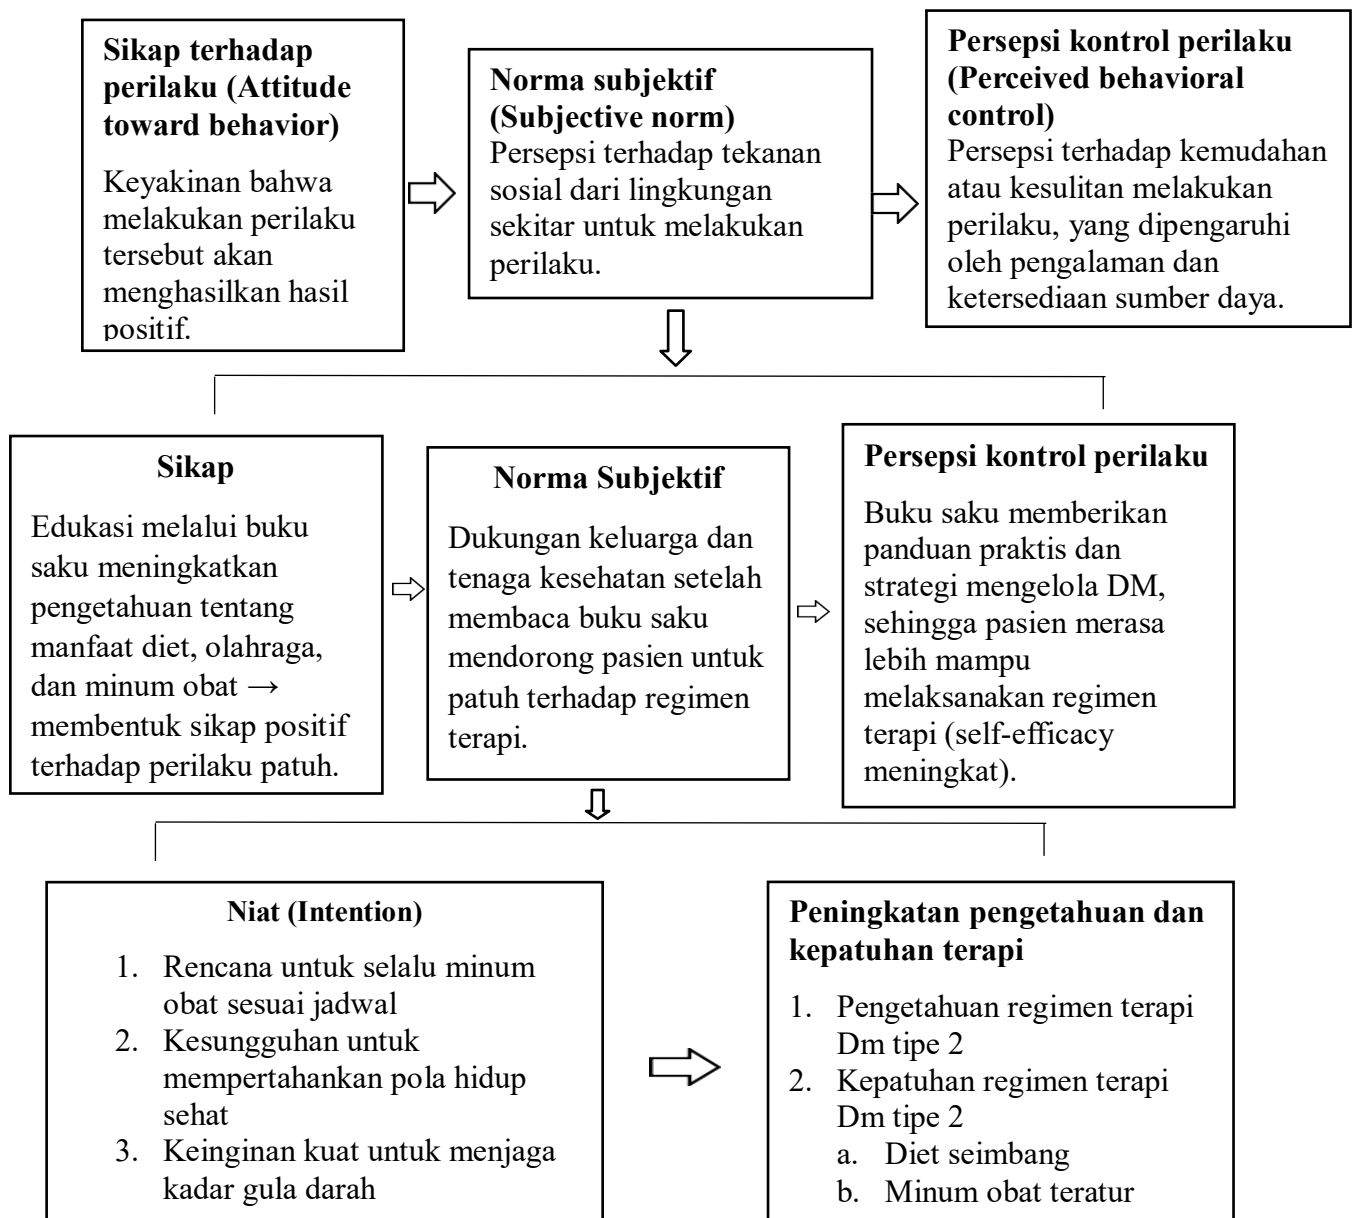 Sikap terhadap
perilaku (Attitude
toward behavior)
Keyakinan bahwa
melakukan perilaku
tersebut akan
menghasilkan hasil
positif.
Norma subjektif
(Subjective norm)
Persepsi terhadap tekanan
sosial dari lingkungan
sekitar untuk melakukan
perilaku.
Persepsi kontrol perilaku
(Perceived behavioral
control)
Persepsi terhadap kemudahan
atau kesulitan melakukan
perilaku, yang dipengaruhi
oleh pengalaman dan
ketersediaan sumber daya.
Sikap
Edukasi melalui buku
saku meningkatkan
pengetahuan tentang
manfaat diet, olahraga,
dan minum obat →
membentuk sikap positif
terhadap perilaku patuh.
Norma Subjektif
Dukungan keluarga dan
tenaga kesehatan setelah
membaca buku saku
mendorong pasien untuk
patuh terhadap regimen
terapi.
Persepsi kontrol perilaku
Buku saku memberikan
panduan praktis dan
strategi mengelola DM,
sehingga pasien merasa
lebih mampu
melaksanakan regimen
terapi (self-efficacy
meningkat).
Niat (Intention)
1. Rencana untuk selalu minum
obat sesuai jadwal
2. Kesungguhan untuk
mempertahankan pola hidup
sehat
3. Keinginan kuat untuk menjaga
kadar gula darah
Peningkatan pengetahuan dan
kepatuhan terapi
1. Pengetahuan regimen terapi
Dm tipe 2
2. Kepatuhan regimen terapi
Dm tipe 2
a. Diet seimbang
b. Minum obat teratur